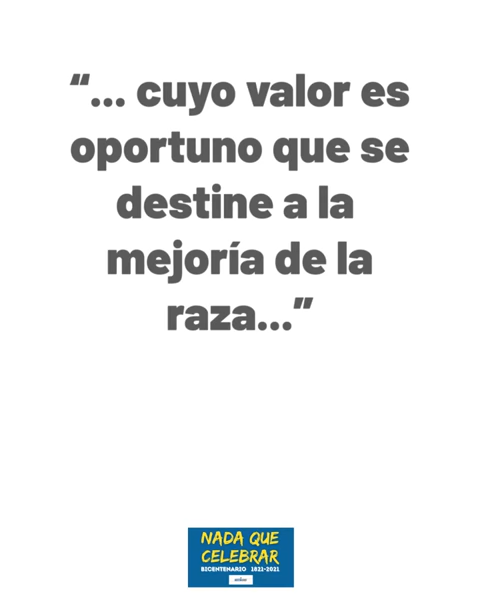 “... cuyo valor es
oportuno que se
destine a la
mejoría de la
raza...”
NADA QUE
CELEBRAR
BICENTENARIO 1821-2021